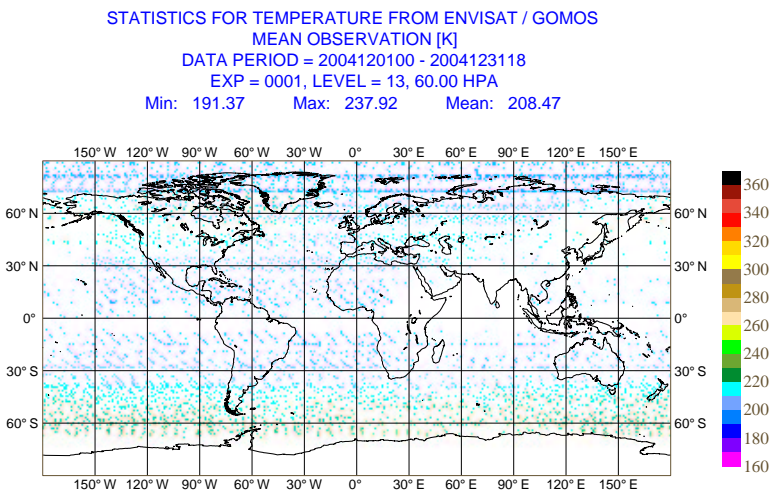 STATISTICS FOR TEMPERATURE FROM ENVISAT / GOMOS
MEAN OBSERVATION [K]
DATA PERIOD = 2004120100 - 2004123118
EXP = 0001, LEVEL = 13, 60.00 HPA
Min: 191.37 Max: 237.92 Mean: 208.47
150°W 120°W 90°W 60°W 30°W 0° 30°E 60°E 90°E 120°E 150°E
60°N 60°N
30°N 30°N
0° 0°
30°S 30°S
60°S 60°S
150°W 120°W 90°W 60°W 30°W 0° 30°E 60°E 90°E 120°E 150°E
360
340
320
300
280
260
240
220
200
180
160